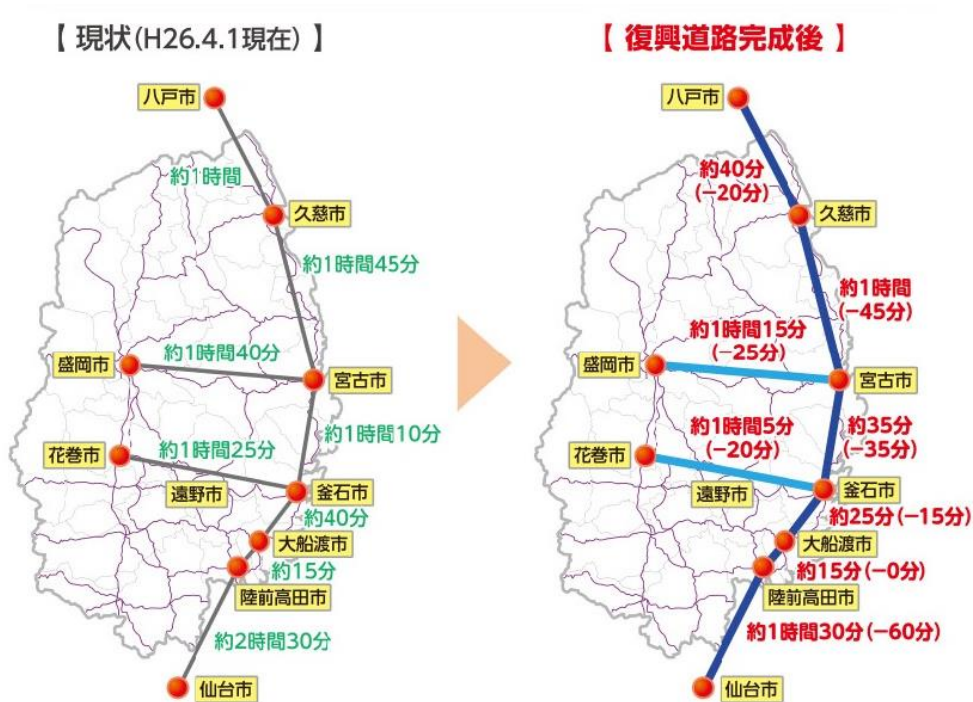 【 現状(H26.4.1現在) 】
八戸市
約1時間
久慈市
約1時間45分
約1時間40分
盛岡市
宮古市
約1時間10分
約1時間25分
花巻市
遠野市
釜石市
約40分
大船渡市
約15分
陸前高田市
約2時間30分
仙台市
【 復興道路完成後 】
八戸市
約40分
(-20分)
久慈市
約1時間
(-45分)
約1時間15分
(-25分)
盛岡市
宮古市
約35分
(-35分)
約1時間5分
(-20分)
花巻市
遠野市
釜石市
約25分(-15分)
大船渡市
約15分(-0分)
陸前高田市
約1時間30分(-60分)
仙台市